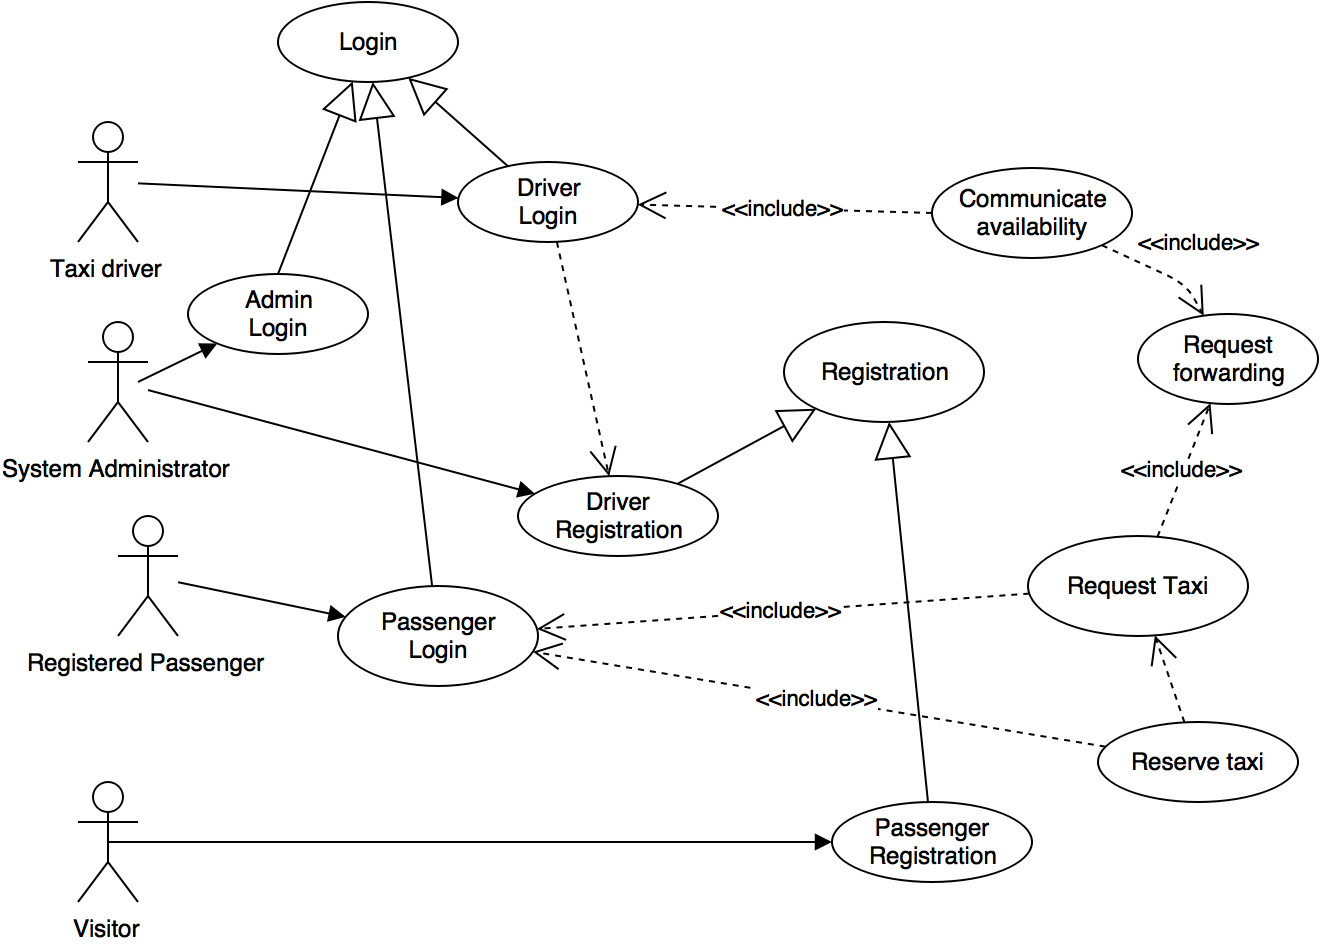 Login
Driver
Login
<<include>>
Communicate
availability
<<include>>
Taxi driver
Admin
Login
Request
forwarding
Registration
System Administrator
<<include>>
Driver
Registration
Request Taxi
<<include>>
Passenger
Login
Registered Passenger
<<include>>
Reserve taxi
Passenger
Registration
Visitor